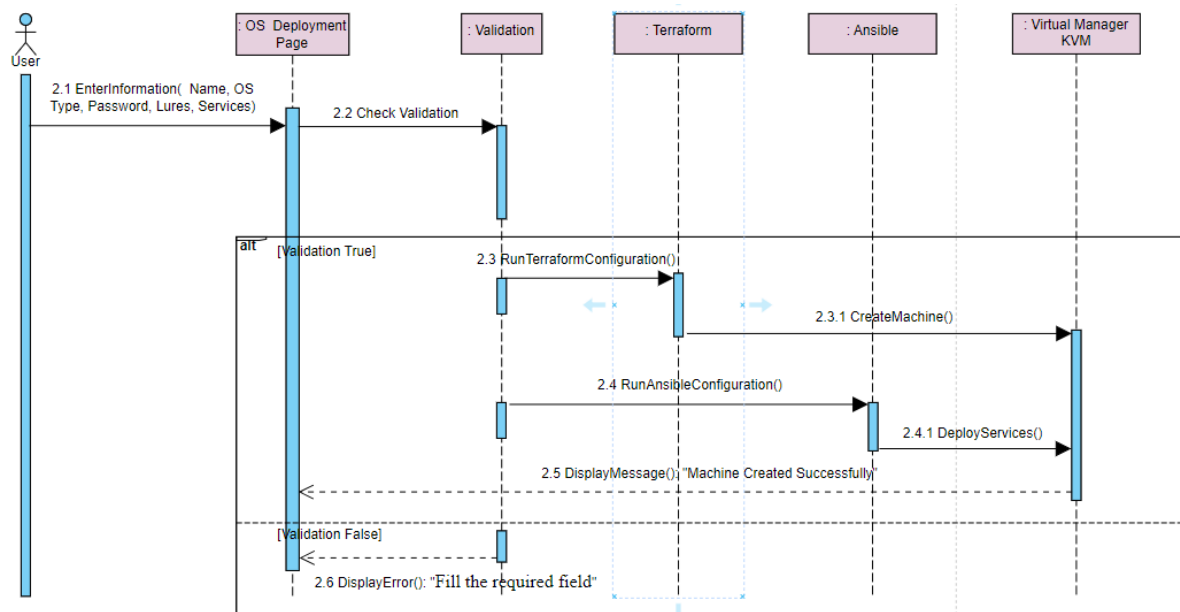 : OS Deployment
Page
: Validation
: Terraform
: Ansible
: Virtual Manager
KVM
User
2.1 EnterInformation( Name, OS
Type, Password, Lures, Services)
2.2 Check Validation
alt
[Validation True]
2.3 RunTerraformConfiguration()
2.3.1 CreateMachine()
2.4 RunAnsibleConfiguration()
2.4.1 DeployServices()
2.5 DisplayMessage(): "Machine Created Successfully"
[Validation False]
2.6 DisplayError(): "Fill the required field"